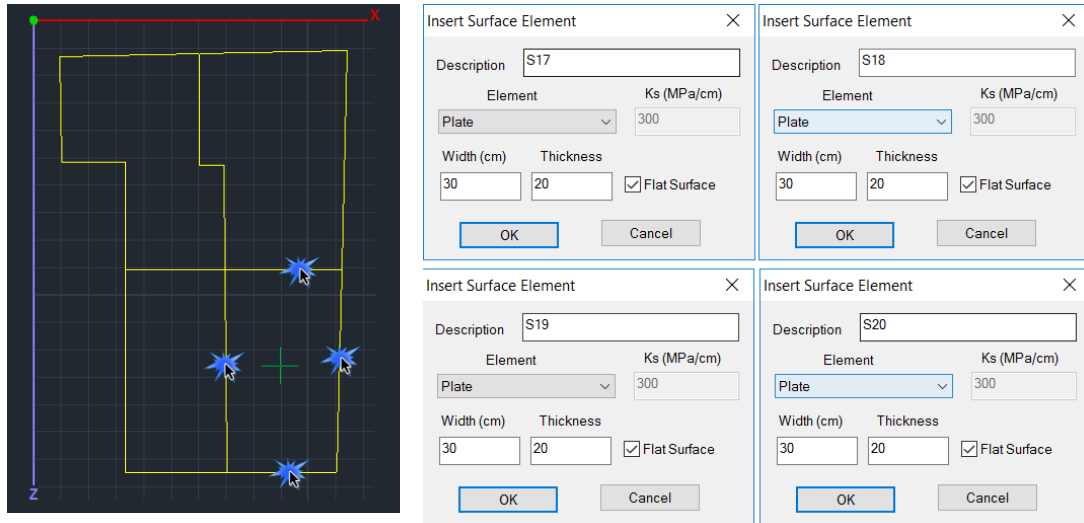 X
Z
Insert Surface Element
Description S17
Element Ks (MPa/cm)
Plate 300
Width (cm) Thickness
30 20 Flat Surface
OK Cancel
Insert Surface Element
Description S18
Element Ks (MPa/cm)
Plate 300
Width (cm) Thickness
30 20 Flat Surface
OK Cancel
Insert Surface Element
Description S19
Element Ks (MPa/cm)
Plate 300
Width (cm) Thickness
30 20 Flat Surface
OK Cancel
Insert Surface Element
Description S20
Element Ks (MPa/cm)
Plate 300
Width (cm) Thickness
30 20 Flat Surface
OK Cancel